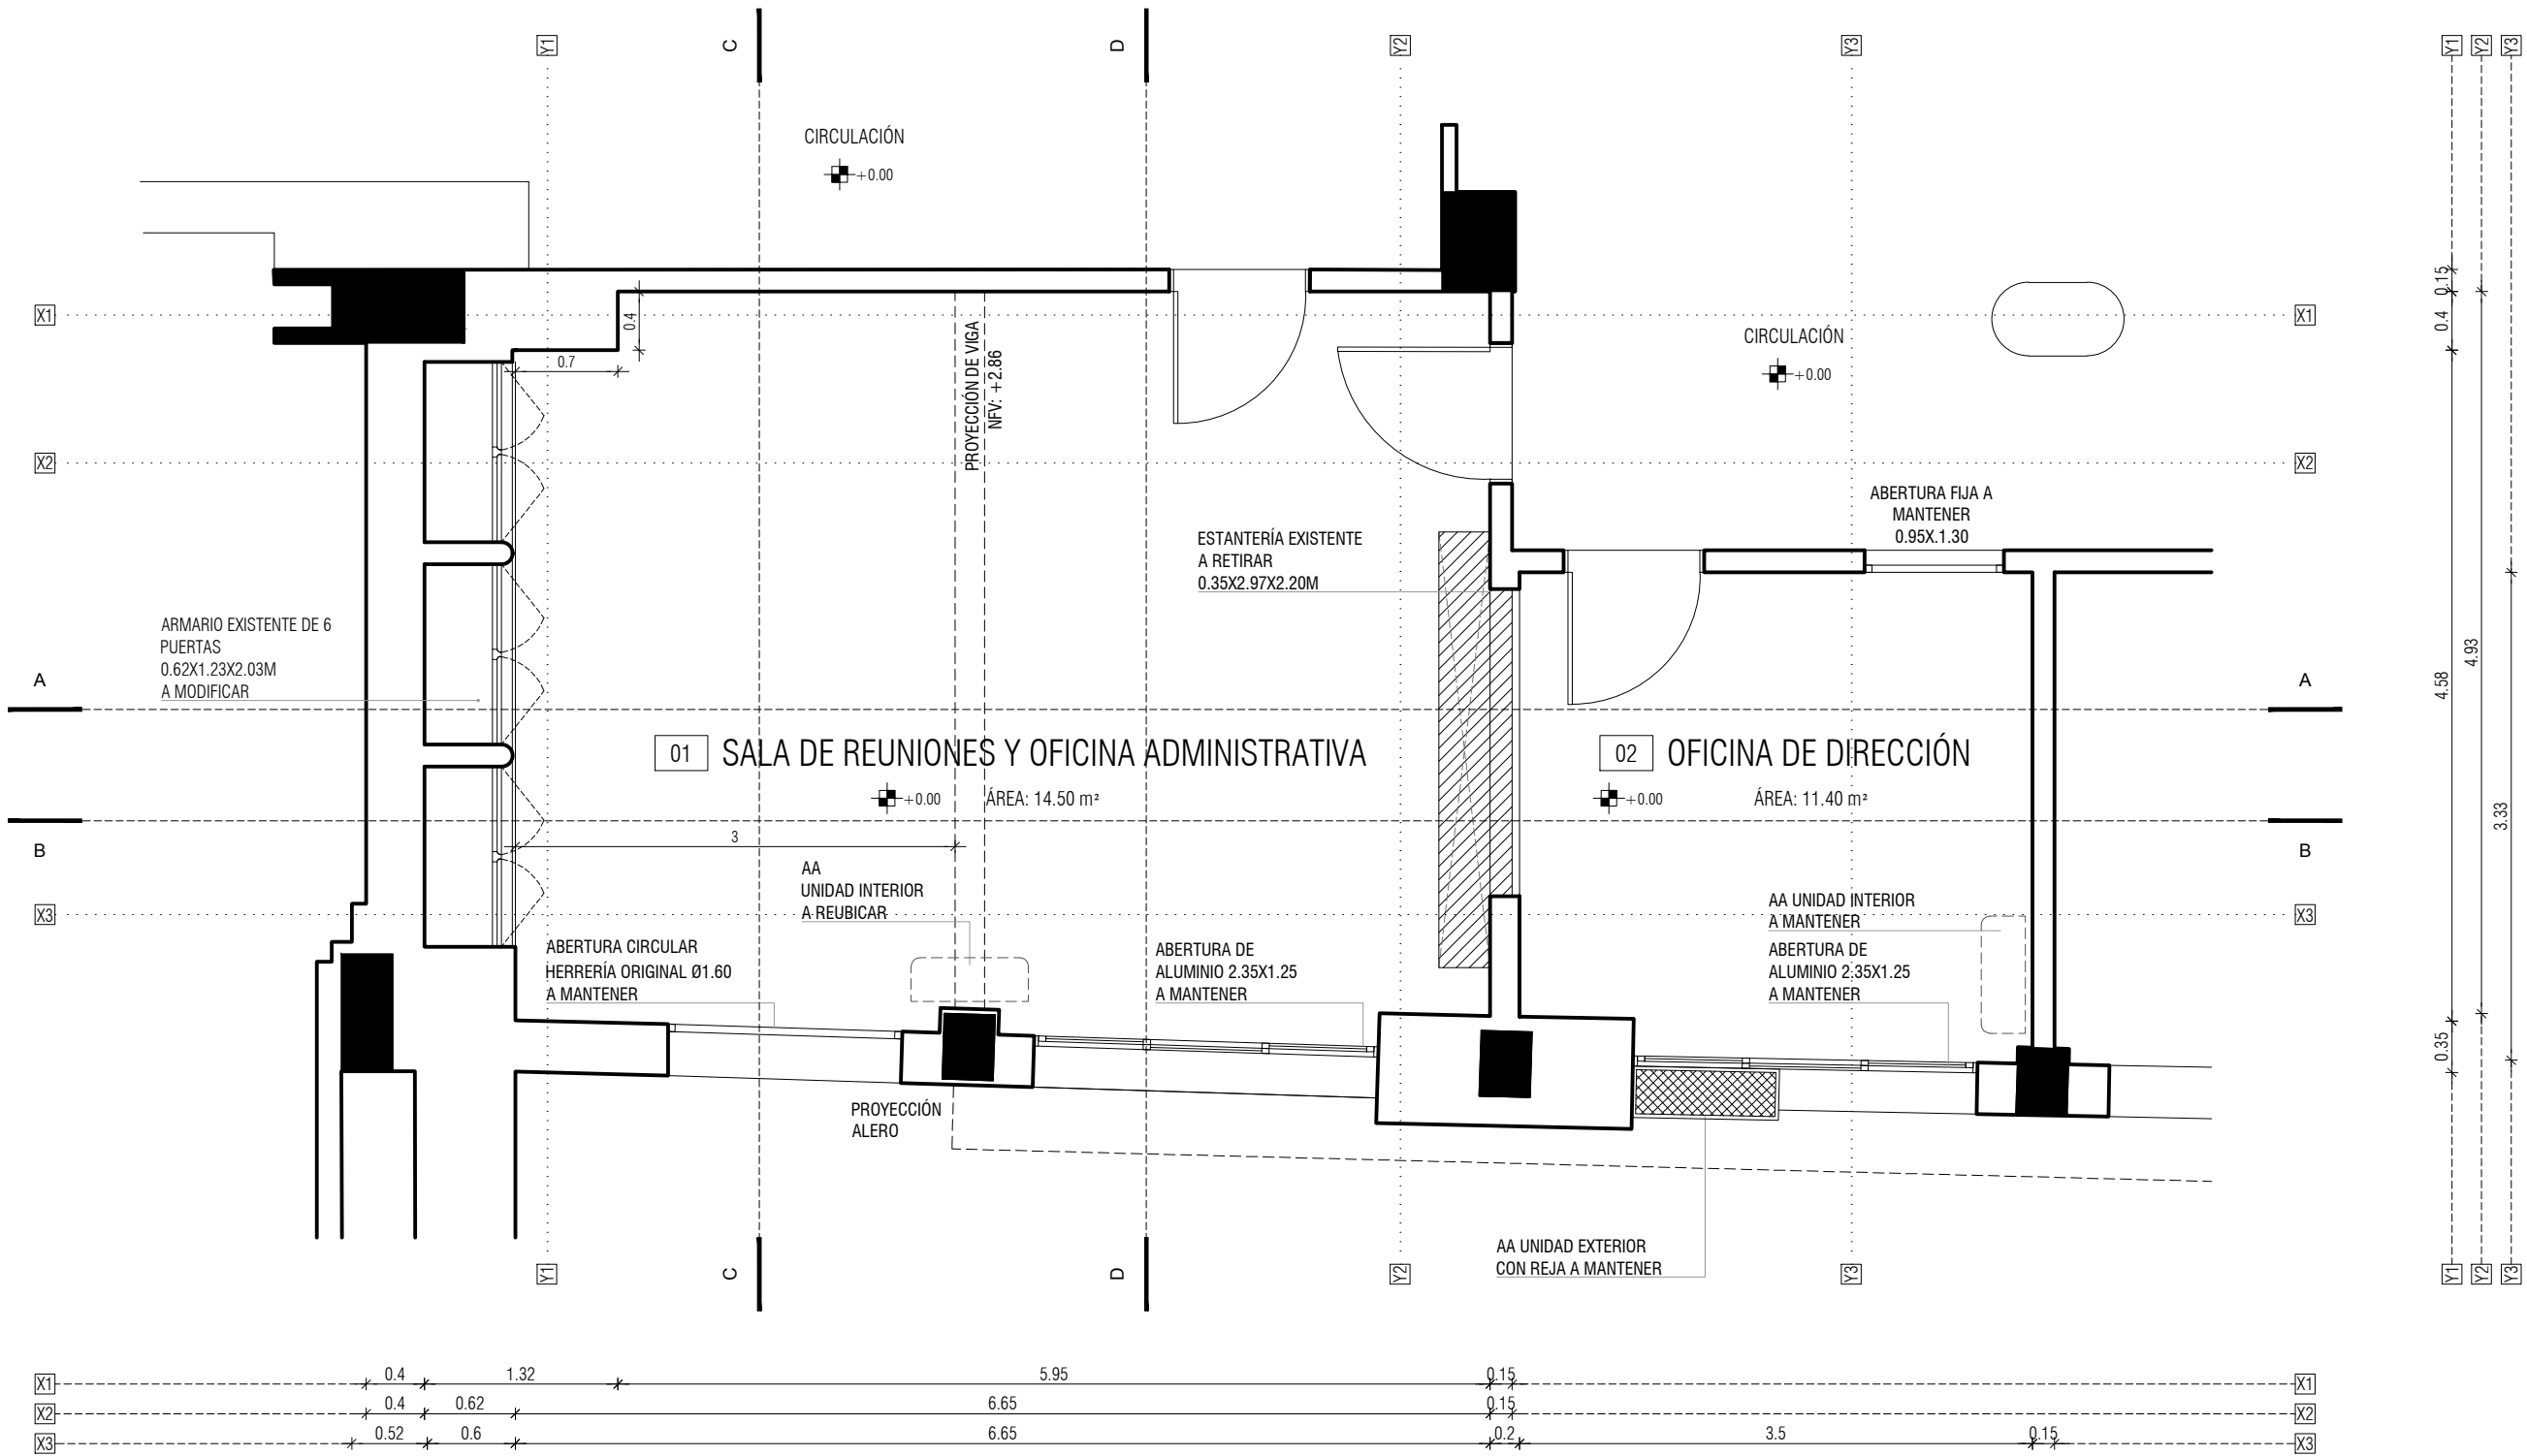 Y1
C
D
Y2
Y3
Y1
Y2
Y3
CIRCULACIÓN
+0.00
X1
0.4
0.7
PROYECCIÓN DE VIGA
NFV: +2.86
CIRCULACIÓN
+0.00
X1
0.15
0.4
X2
X2
ABERTURA FIJA A
MANTENER
0.95X.1.30
ESTANTERÍA EXISTENTE
A RETIRAR
0.35X2.97X2.20M
ARMARIO EXISTENTE DE 6
PUERTAS
0.62X1.23X2.03M
A MODIFICAR
A
A
4.58
4.93
3.33
01 SALA DE REUNIONES Y OFICINA ADMINISTRATIVA
+0.00 ÁREA: 14.50 m²
02 OFICINA DE DIRECCIÓN
+0.00 ÁREA: 11.40 m²
B
B
3
AA
UNIDAD INTERIOR
A REUBICAR
X3
X3
AA UNIDAD INTERIOR
A MANTENER
ABERTURA CIRCULAR
HERRERÍA ORIGINAL Ø1.60
A MANTENER
ABERTURA DE
ALUMINIO 2.35X1.25
A MANTENER
ABERTURA DE
ALUMINIO 2.35X1.25
A MANTENER
0.35
PROYECCIÓN
ALERO
AA UNIDAD EXTERIOR
CON REJA A MANTENER
Y1
C
D
Y2
Y3
Y1
Y2
Y3
X1 0.4 1.32 5.95 0.15 X1
X2 0.4 0.62 6.65 0.15 X2
X3 0.52 0.6 6.65 0.2 3.5 0.15 X3